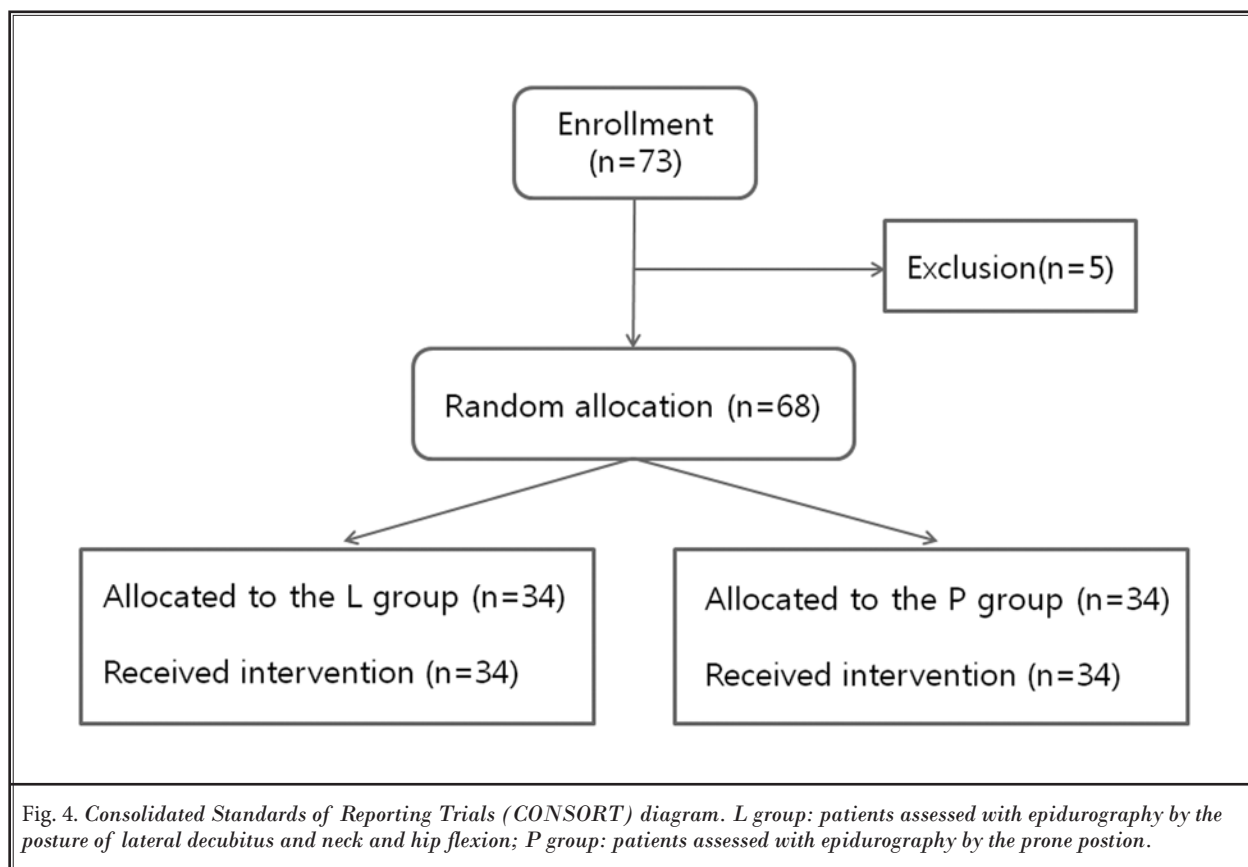 Enrollment
(n=73)
Exclusion(n=5)
Random allocation (n=68)
Allocated to the L group (n=34)
Received intervention (n=34)
Allocated to the P group (n=34)
Received intervention (n=34)
Fig. 4. Consolidated Standards of Reporting Trials (CONSORT) diagram. L group: patients assessed with epidurography by the
posture of lateral decubitus and neck and hip flexion; P group: patients assessed with epidurography by the prone postion.